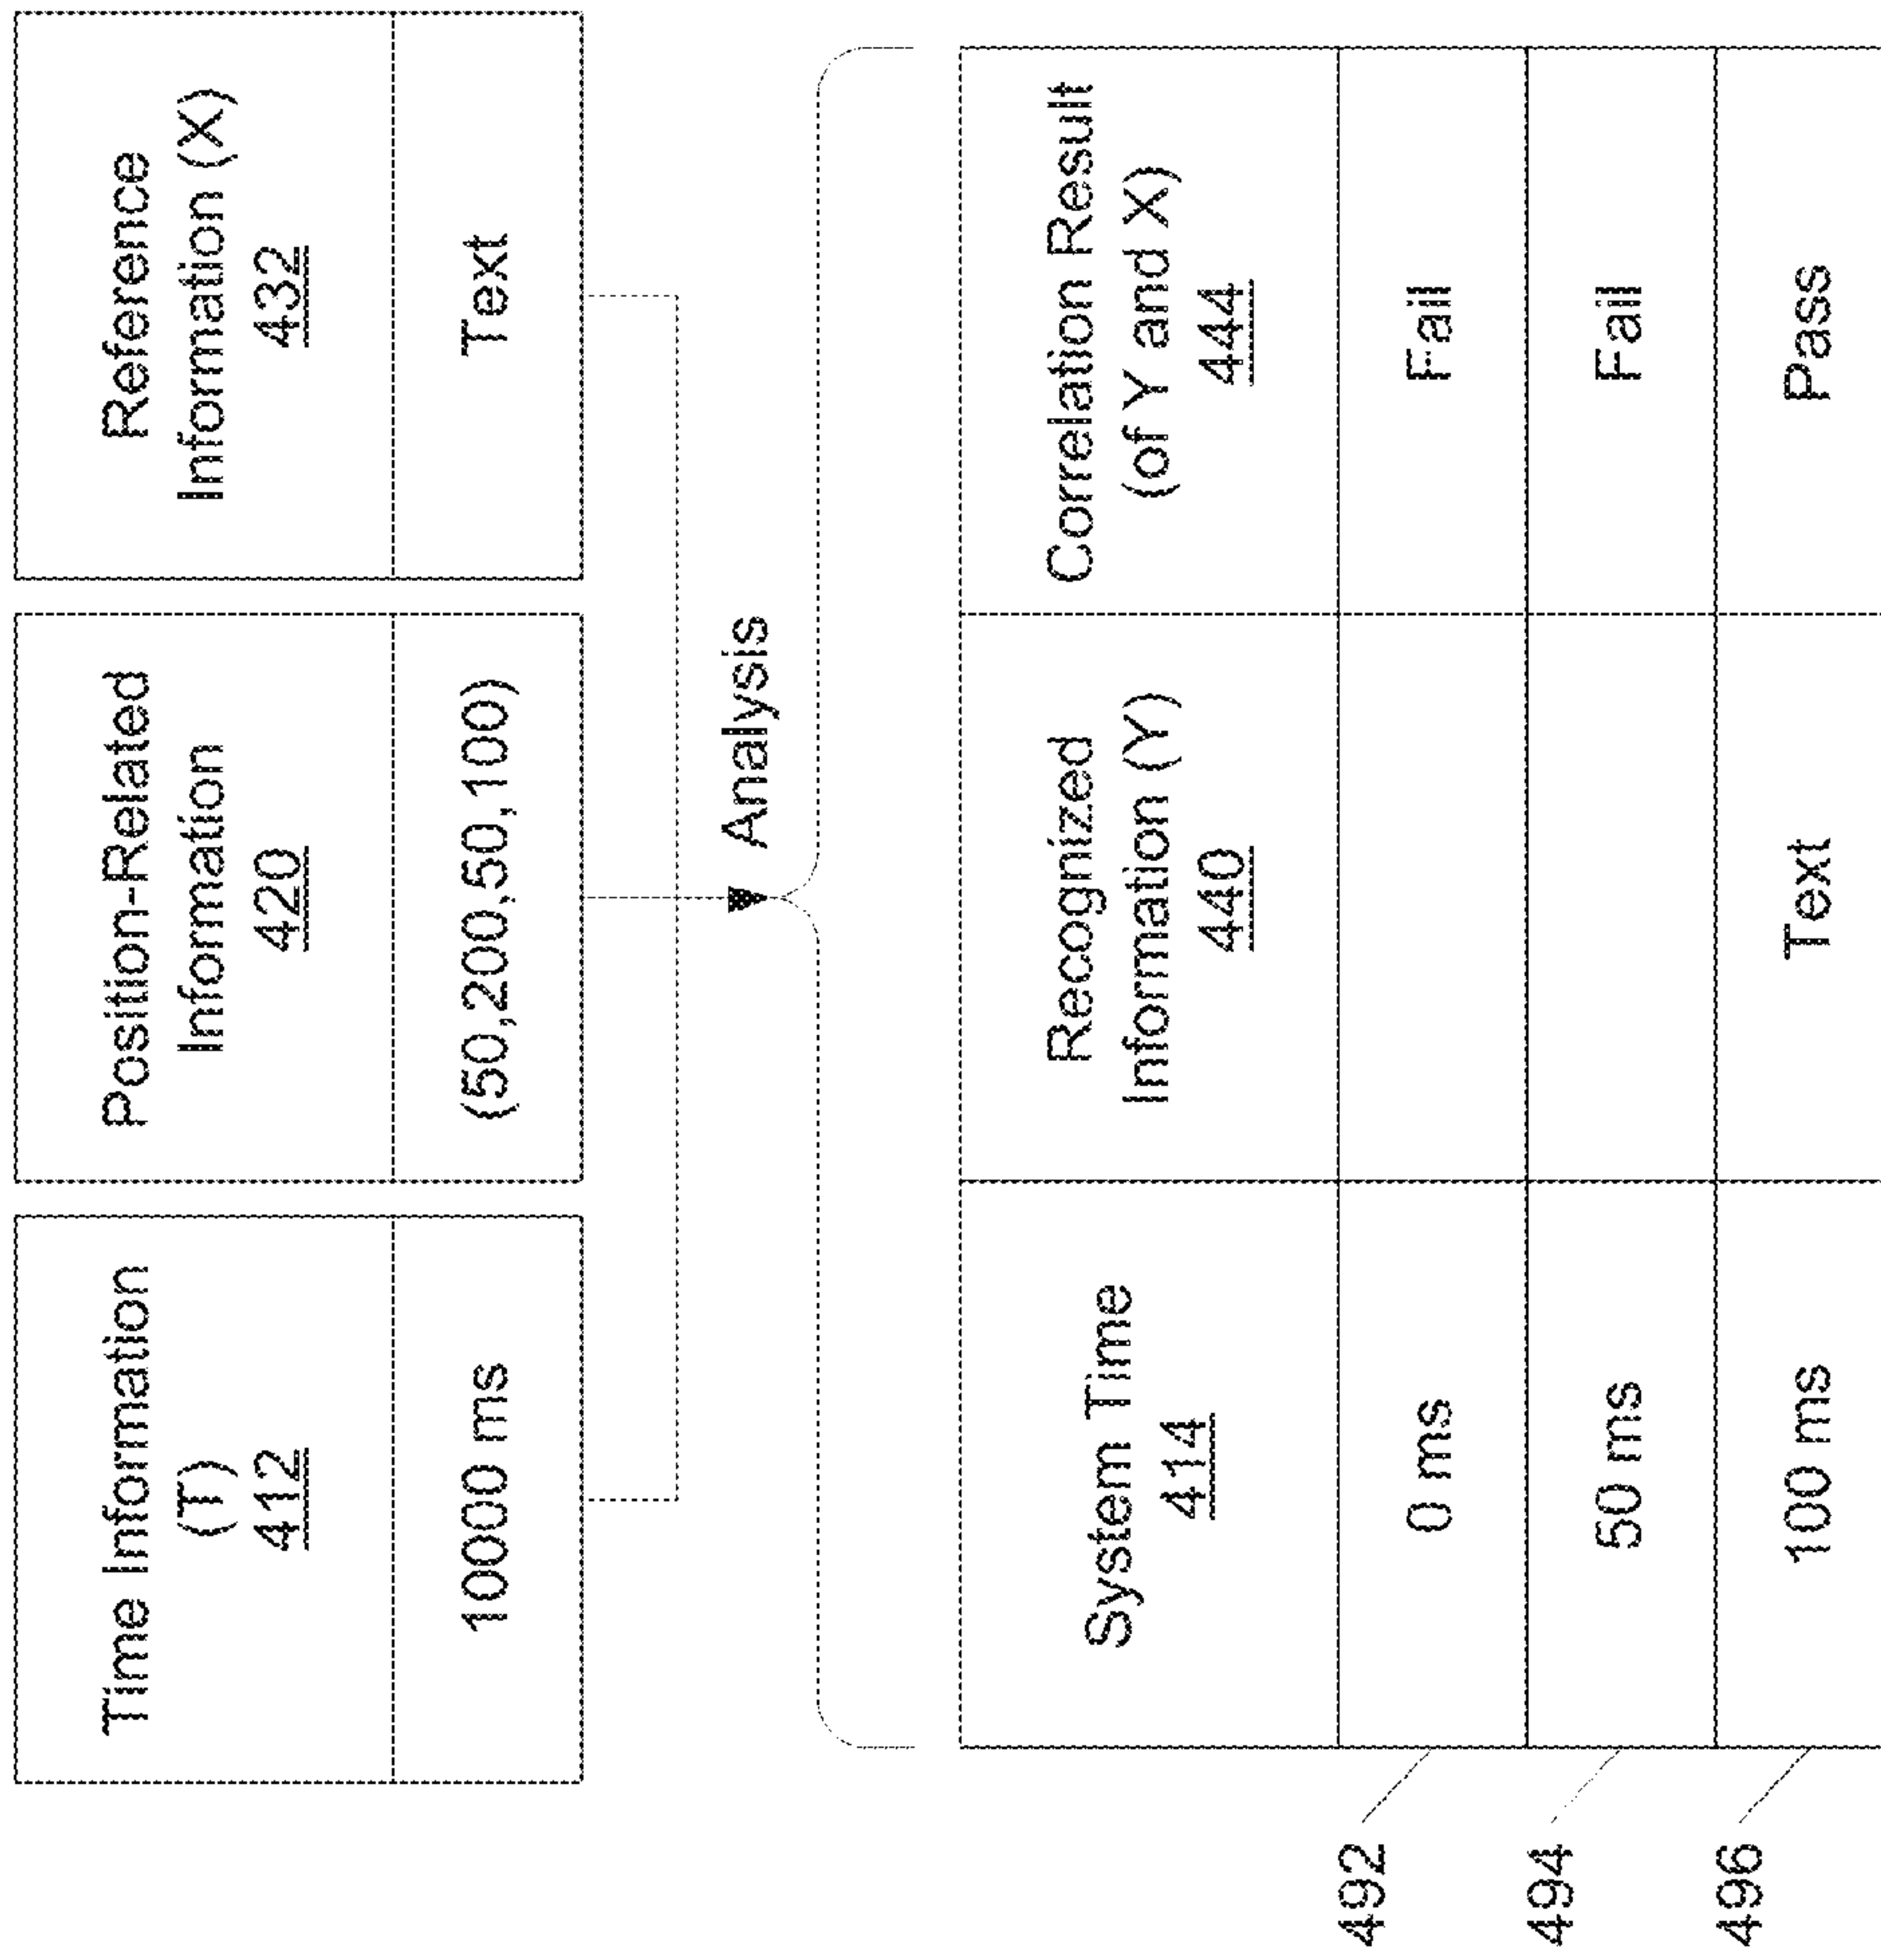 Time Information
(T)
412
1000 ms
Position-Related
Information
420
(50,200,50,100)
Reference
Information (X)
432
Text
Analysis
System Time
414
Recognized
Information (Y)
440
Correlation Result
(of Y and X)
444
492
0 ms
Fail
494
50 ms
Fail
496
100 ms
Text
Pass